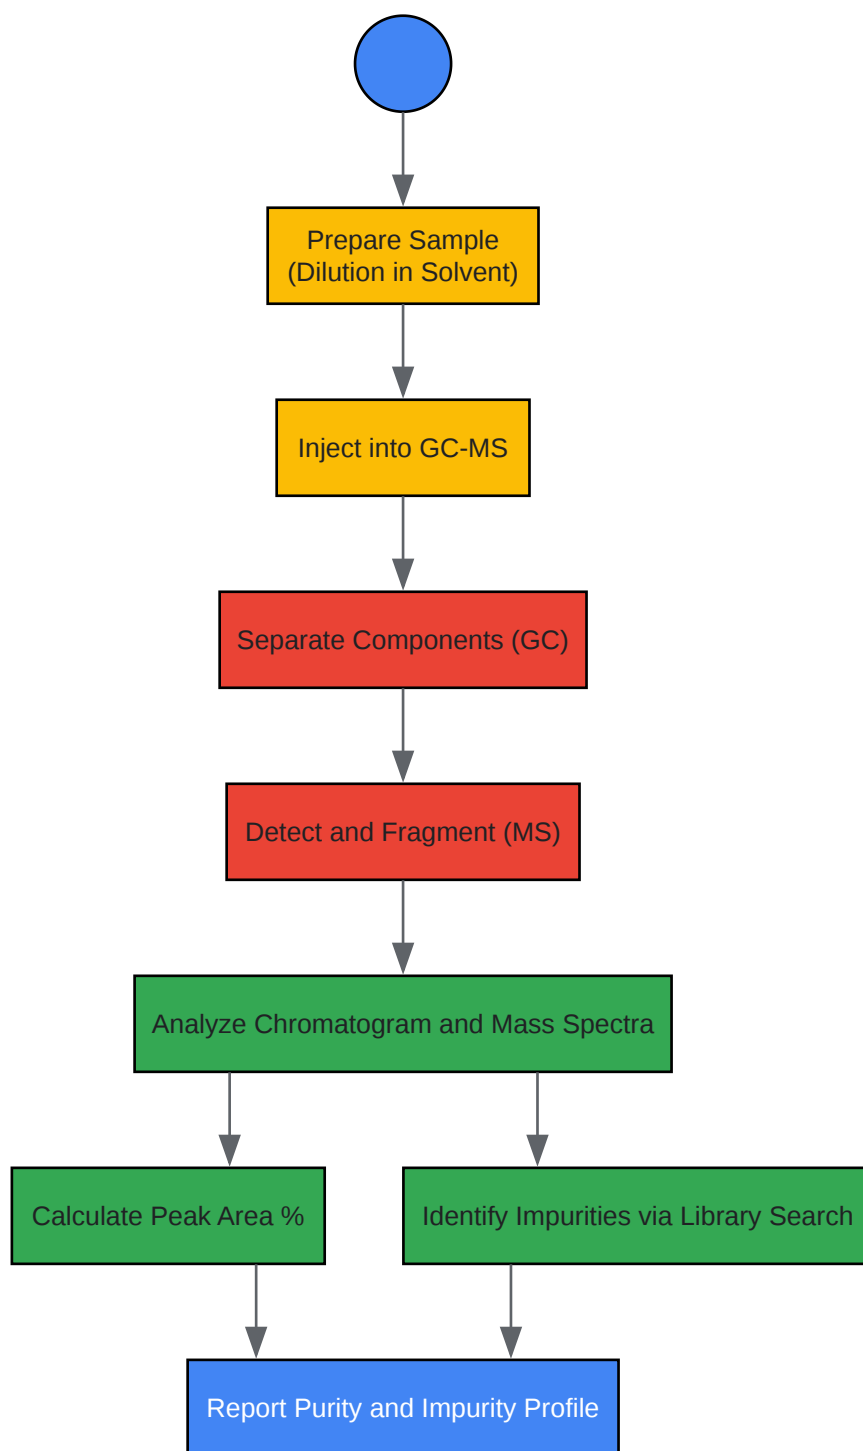 Prepare Sample
(Dilution in Solvent)
Inject into GC-MS
Separate Components (GC)
Detect and Fragment (MS)
Analyze Chromatogram and Mass Spectra
Calculate Peak Area %
Identify Impurities via Library Search
Report Purity and Impurity Profile